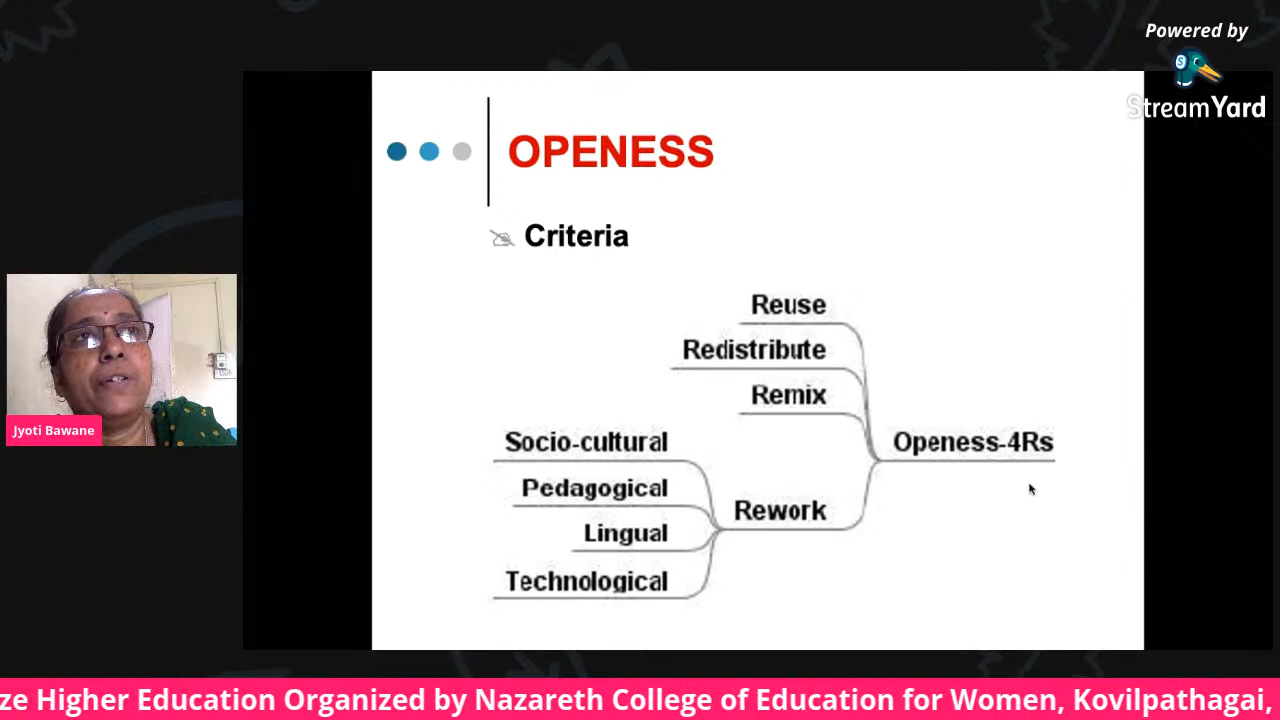 Powered by
StreamYard
OPENESS
Criteria
Reuse
Redistribute
Remix
Socio-cultural
Openess-4Rs
Pedagogical
Rework
Lingual
Technological
Jyoti Bawane
ze Higher Education Organized by Nazareth College of Education for Women, Kovilpathagai,